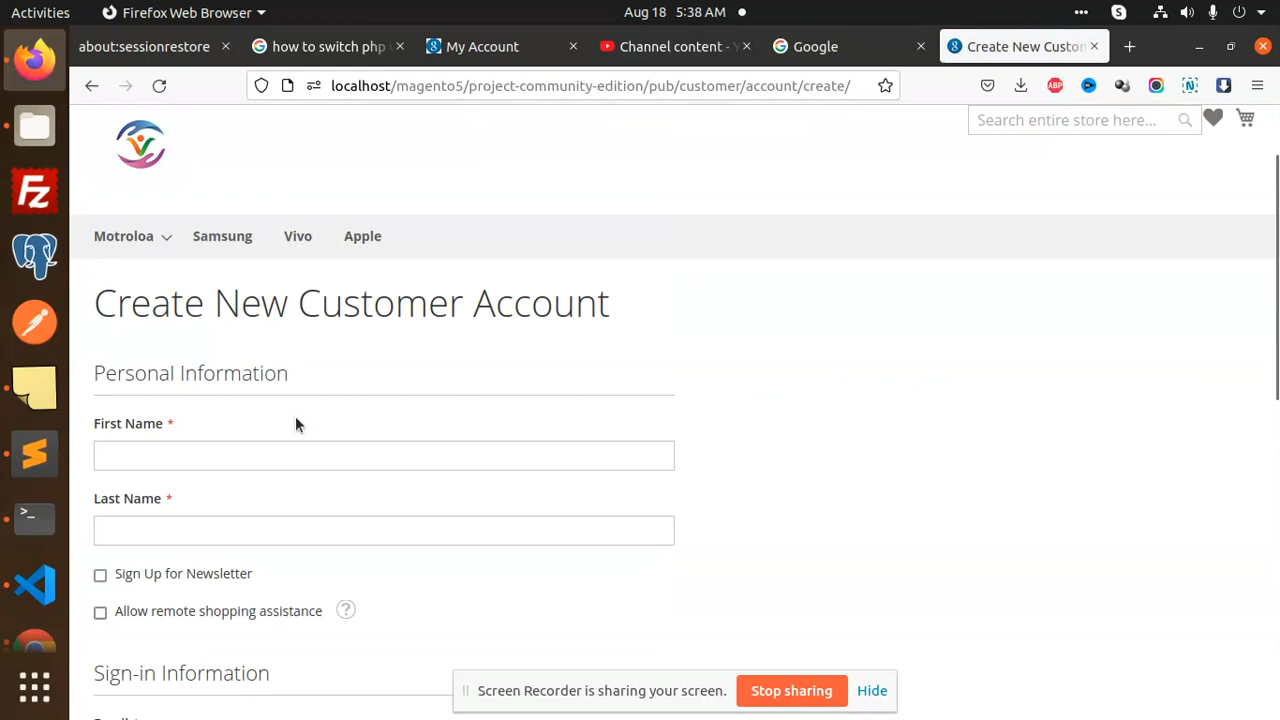 Activities Firefox Web Browser Aug 18 5:38 AM
about:sessionrestore how to switch php My Account Channel content - Y Google Create New Custom
localhost/magento5/project-community-edition/pub/customer/account/create/ ABP
Search entire store here...
Fz
Motroloa Samsung Vivo Apple
Create New Customer Account
Personal Information
First Name *
Last Name *
Sign Up for Newsletter
Allow remote shopping assistance ?
Sign-in Information
Screen Recorder is sharing your screen. Stop sharing Hide